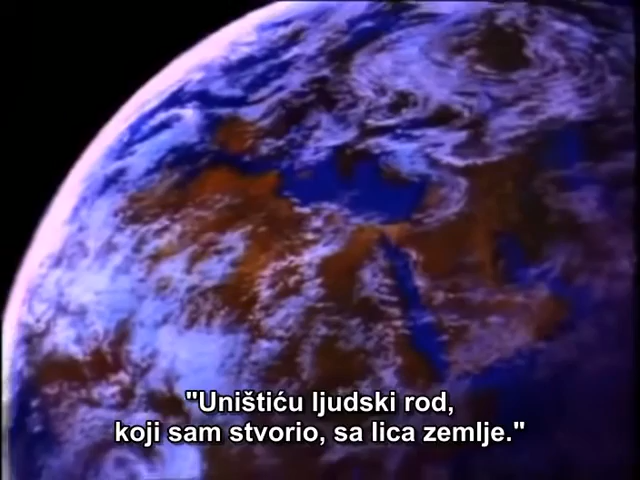 "Uništiću ljudski rod,
koji sam stvorio, sa lica zemlje."